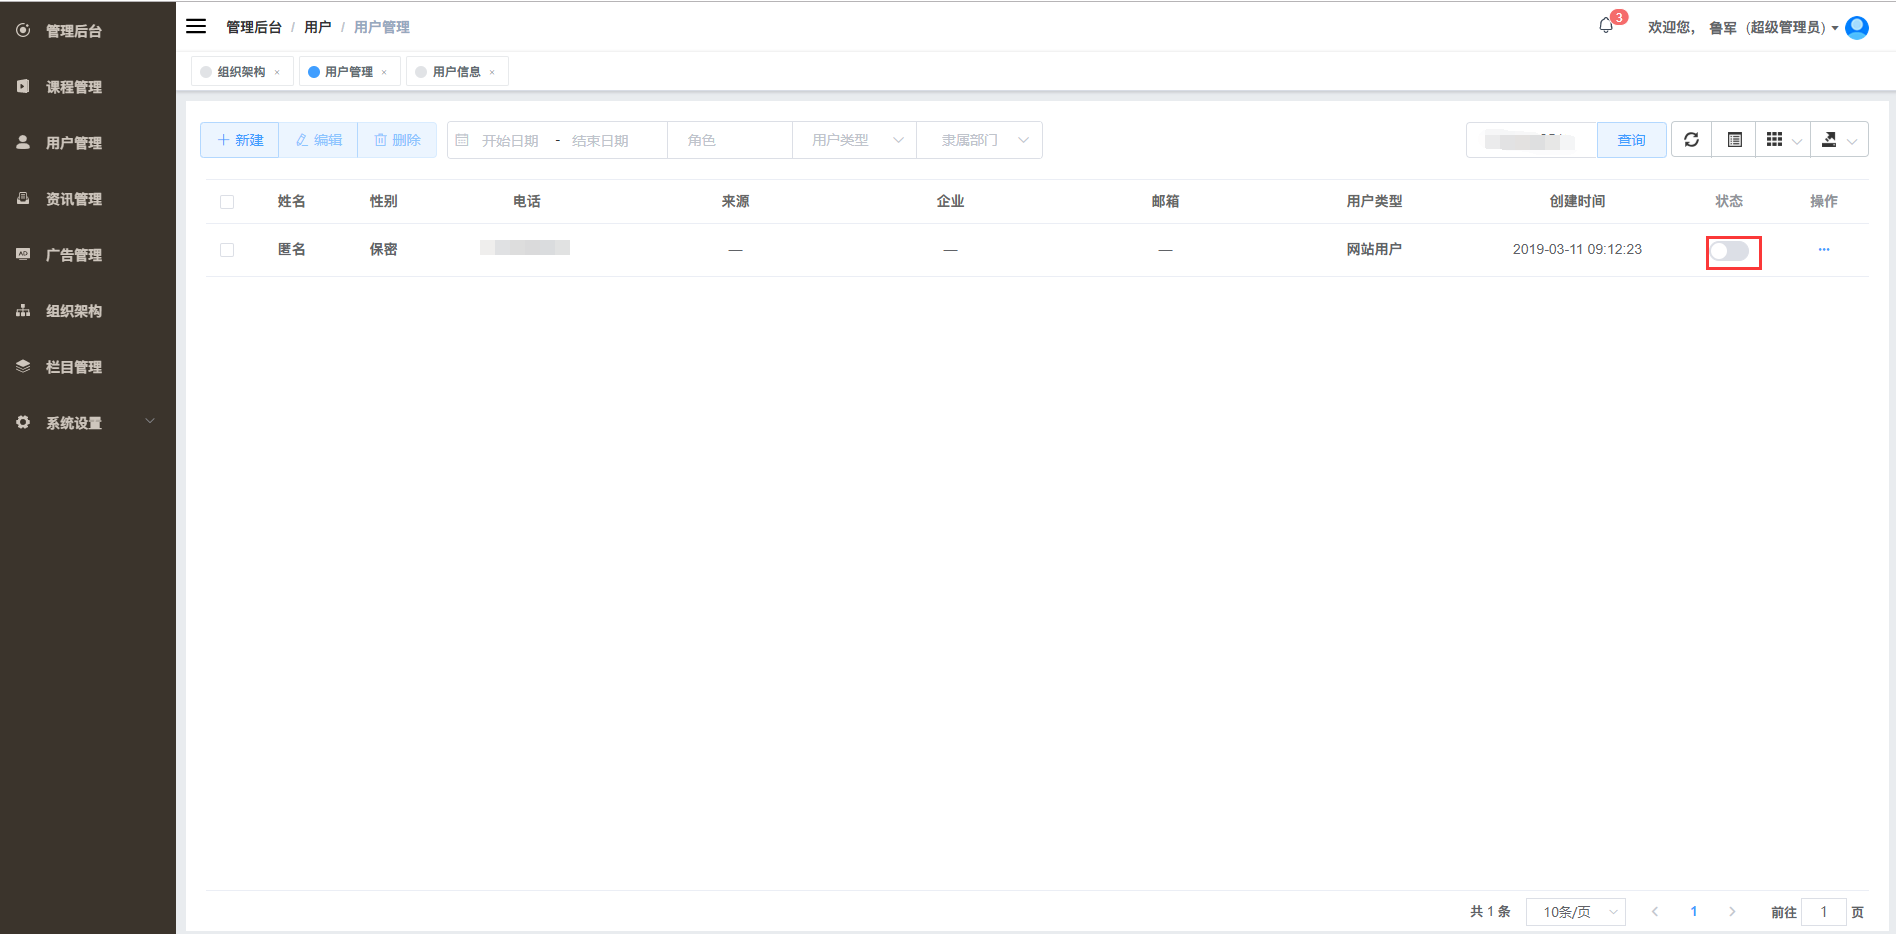 管理后台
课程管理
用户管理
资讯管理
广告管理
组织架构
栏目管理
系统设置
管理后台 / 用户 / 用户管理
3
欢迎您， 鲁军 (超级管理员)
组织架构 × 用户管理 × 用户信息 ×
新建 编辑 删除 开始日期 - 结束日期 角色 用户类型 隶属部门 查询
姓名 性别 电话 来源 企业 邮箱 用户类型 创建时间 状态 操作
匿名 保密 — — — 网站用户 2019-03-11 09:12:23 ···
共 1 条 10条/页 < 1 > 前往 1 页